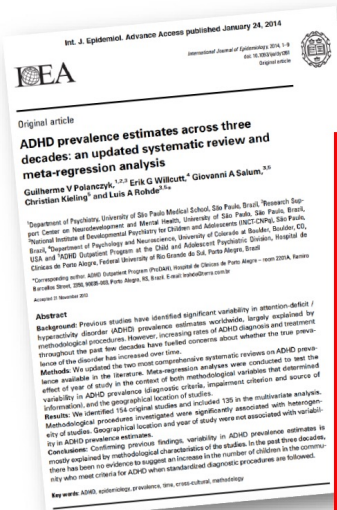 Int. J. Epidemiol. Advance Access published January 24, 2014
IEA
International Journal of Epidemiology, 2014, 1–9
Original article
Original article
ADHD prevalence estimates across three
decades: an updated systematic review and
meta-regression analysis
Guilherme V Polanczyk,1,2,3 Erik G Willcutt,4 Giovanni A Salum,3,5
Christian Kieling5 and Luis A Rohde3,5*
1Department of Psychiatry, University of São Paulo Medical School, São Paulo, Brazil, 2Research Sup-
port Center on Neurodevelopment and Mental Health, University of São Paulo, São Paulo, Brazil,
3National Institute of Developmental Psychiatry for Children and Adolescents (INCT-CNPq), São Paulo,
Brazil, 4Department of Psychology and Neuroscience, University of Colorado at Boulder, Boulder, CO,
USA and 5ADHD Outpatient Program at the Child and Adolescent Psychiatric Division, Hospital de
Clínicas de Porto Alegre, Federal University of Rio Grande do Sul, Porto Alegre, Brazil
*Corresponding author. ADHD Outpatient Program (ProDAH), Hospital de Clínicas de Porto Alegre – room 2201A, Ramiro
Barcellos Street, 2350, Porto Alegre, RS, Brazil. E-mail:
Accepted 21 November 2013
Abstract
Background: Previous studies have identified significant variability in attention-deficit /
hyperactivity disorder (ADHD) prevalence estimates worldwide, largely explained by
methodological procedures. However, increasing rates of ADHD diagnosis and treatment
throughout the past few decades have fuelled concerns about whether the true preva-
lence of the disorder has increased over time.
Methods: We updated the two most comprehensive systematic reviews on ADHD preva-
lence available in the literature. Meta-regression analyses were conducted to test the
effect of year of study in the context of both methodological variables that determined
variability in ADHD prevalence (diagnostic criteria, impairment criterion and source of
information), and the geographical location of studies.
Results: We identified 154 original studies and included 135 in the multivariate analysis.
Methodological procedures investigated were significantly associated with heterogen-
eity of studies. Geographical location and year of study were not associated with variabil-
ity in ADHD prevalence estimates.
Conclusions: Confirming previous findings, variability in ADHD prevalence estimates is
mostly explained by methodological characteristics of the studies. In the past three decades,
there has been no evidence to suggest an increase in the number of children in the commu-
nity who meet criteria for ADHD when standardized diagnostic procedures are followed.
Key words: ADHD, epidemiology, prevalence, time, cross-cultural, methodology